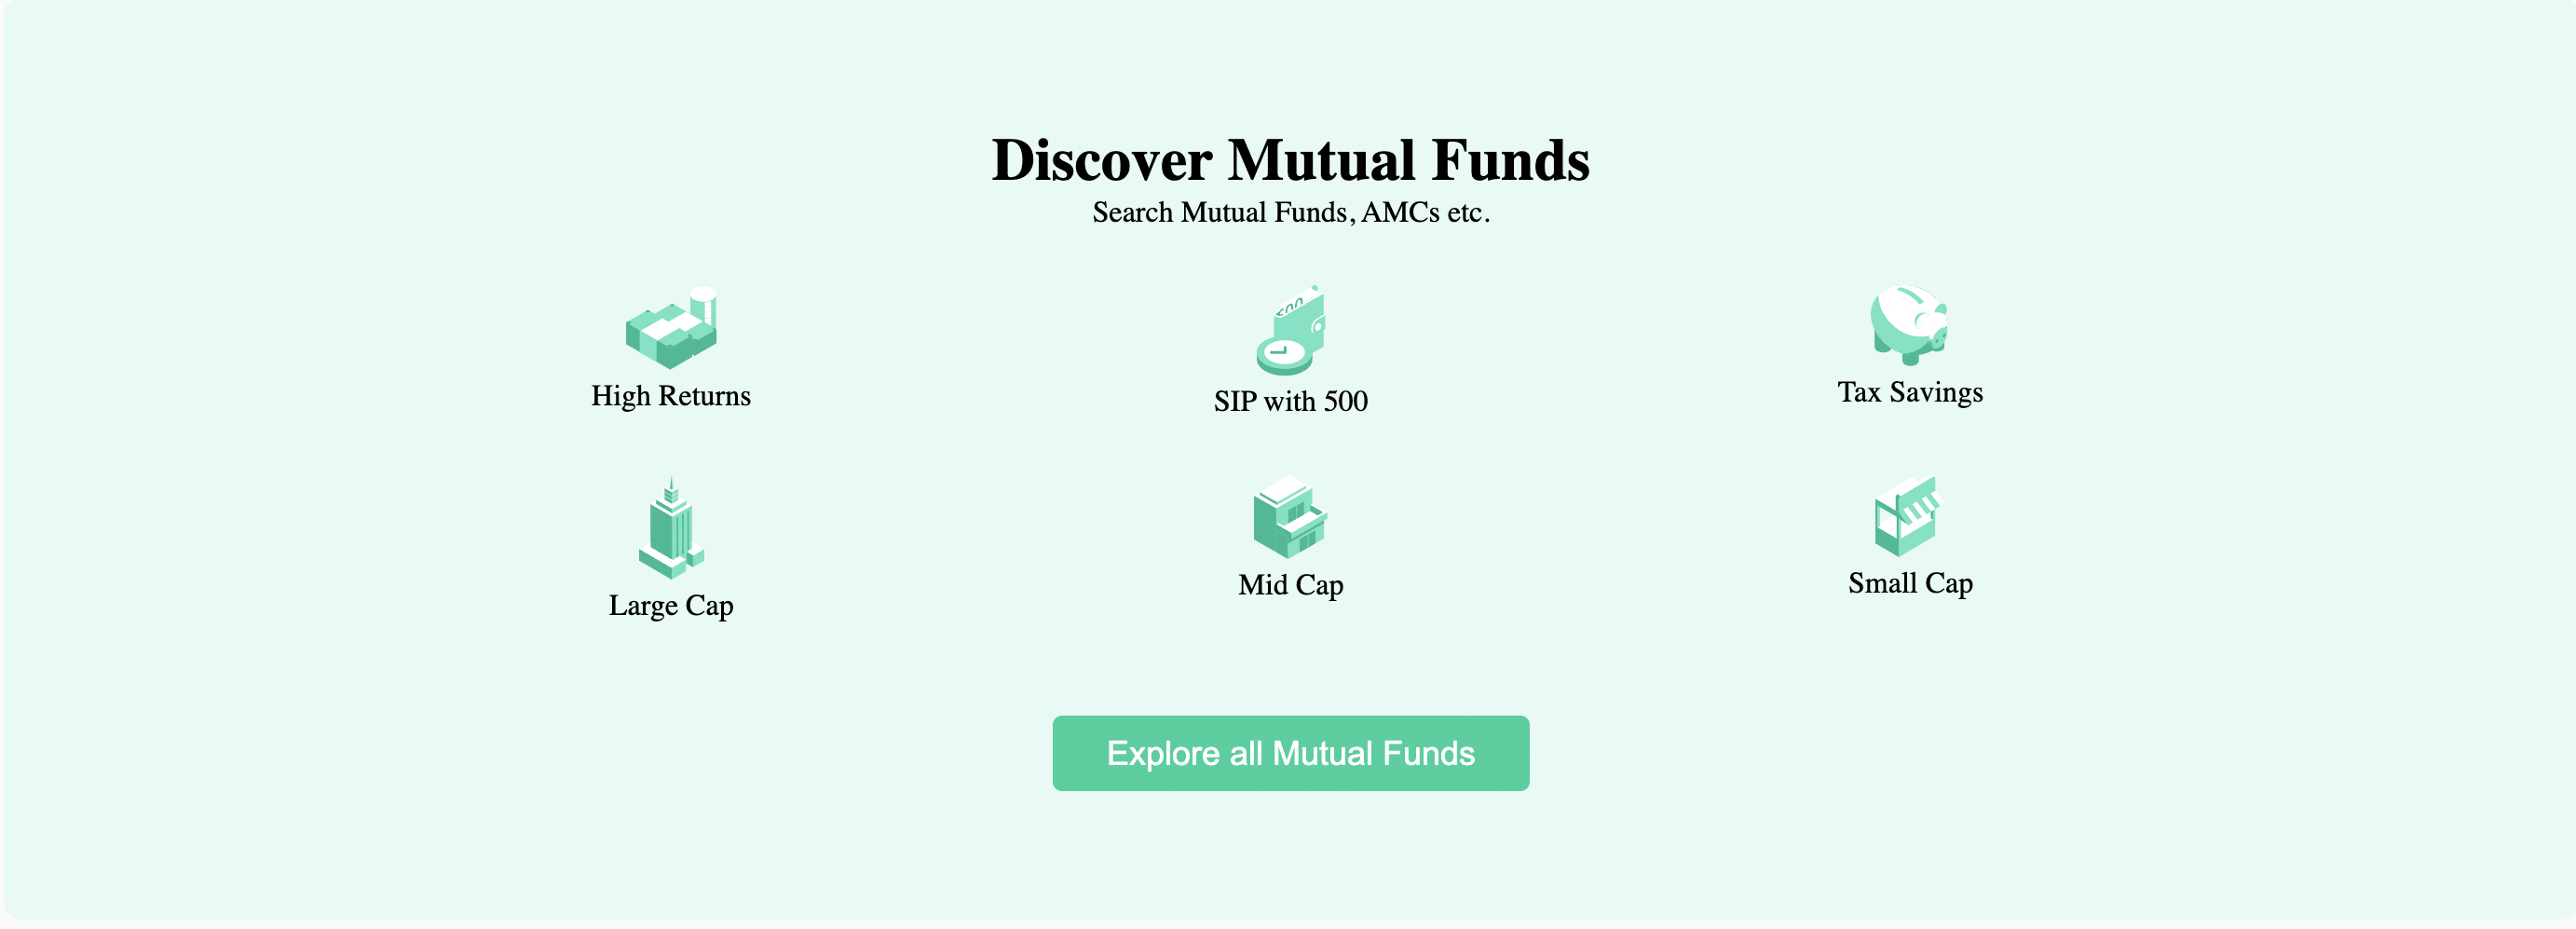 Discover Mutual Funds
Search Mutual Funds, AMCs etc.
High Returns
SIP with 500
Tax Savings
Large Cap
Mid Cap
Small Cap
Explore all Mutual Funds